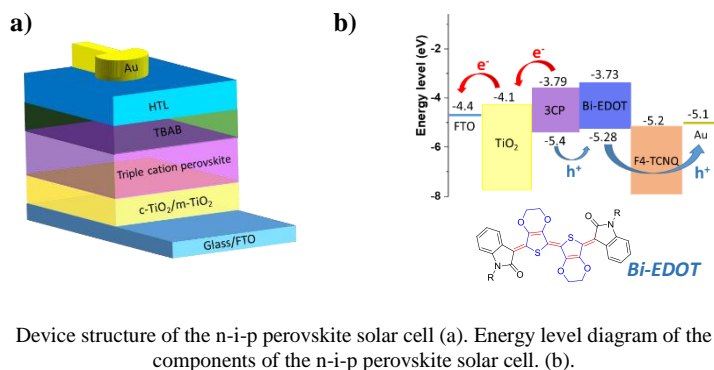 a)
Au
HTL
TBAB
Triple cation perovskite
c-TiO₂/m-TiO₂
Glass/FTO
b)
Energy level (eV)
-2
-4
-6
-8
e⁻
e⁻
-4.4
FTO
-4.1
TiO₂
-3.79
3CP
-5.4
h⁺
-3.73
Bi-EDOT
-5.28
-5.2
F4-TCNQ
-5.1
Au
h⁺
O
O
O
N
R
S
S
N
R
O
O
O
Bi-EDOT
Device structure of the n-i-p perovskite solar cell (a). Energy level diagram of the
components of the n-i-p perovskite solar cell. (b).